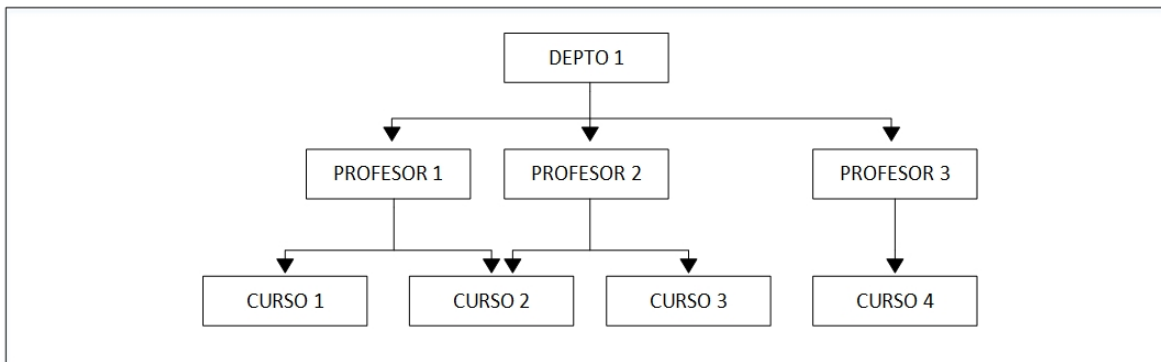 DEPTO 1
PROFESOR 1
PROFESOR 2
PROFESOR 3
CURSO 1
CURSO 2
CURSO 3
CURSO 4